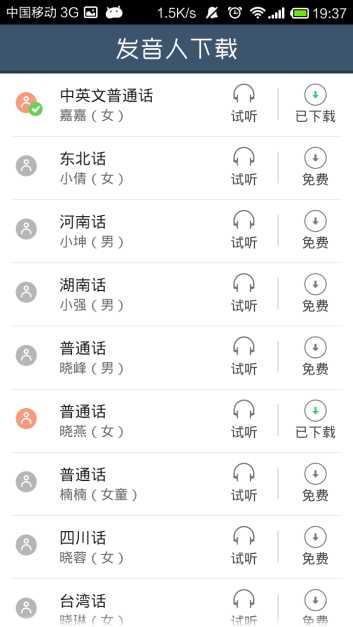 中国移动 3G 1.5K/s 19:37
发音人下载
中英文普通话
嘉嘉（女）
试听
已下载
东北话
小倩（女）
试听
免费
河南话
小坤（男）
试听
免费
湖南话
小强（男）
试听
免费
普通话
晓峰（男）
试听
免费
普通话
晓燕（女）
试听
已下载
普通话
楠楠（女童）
试听
免费
四川话
晓蓉（女）
试听
免费
台湾话
晓琳（女）
试听
免费